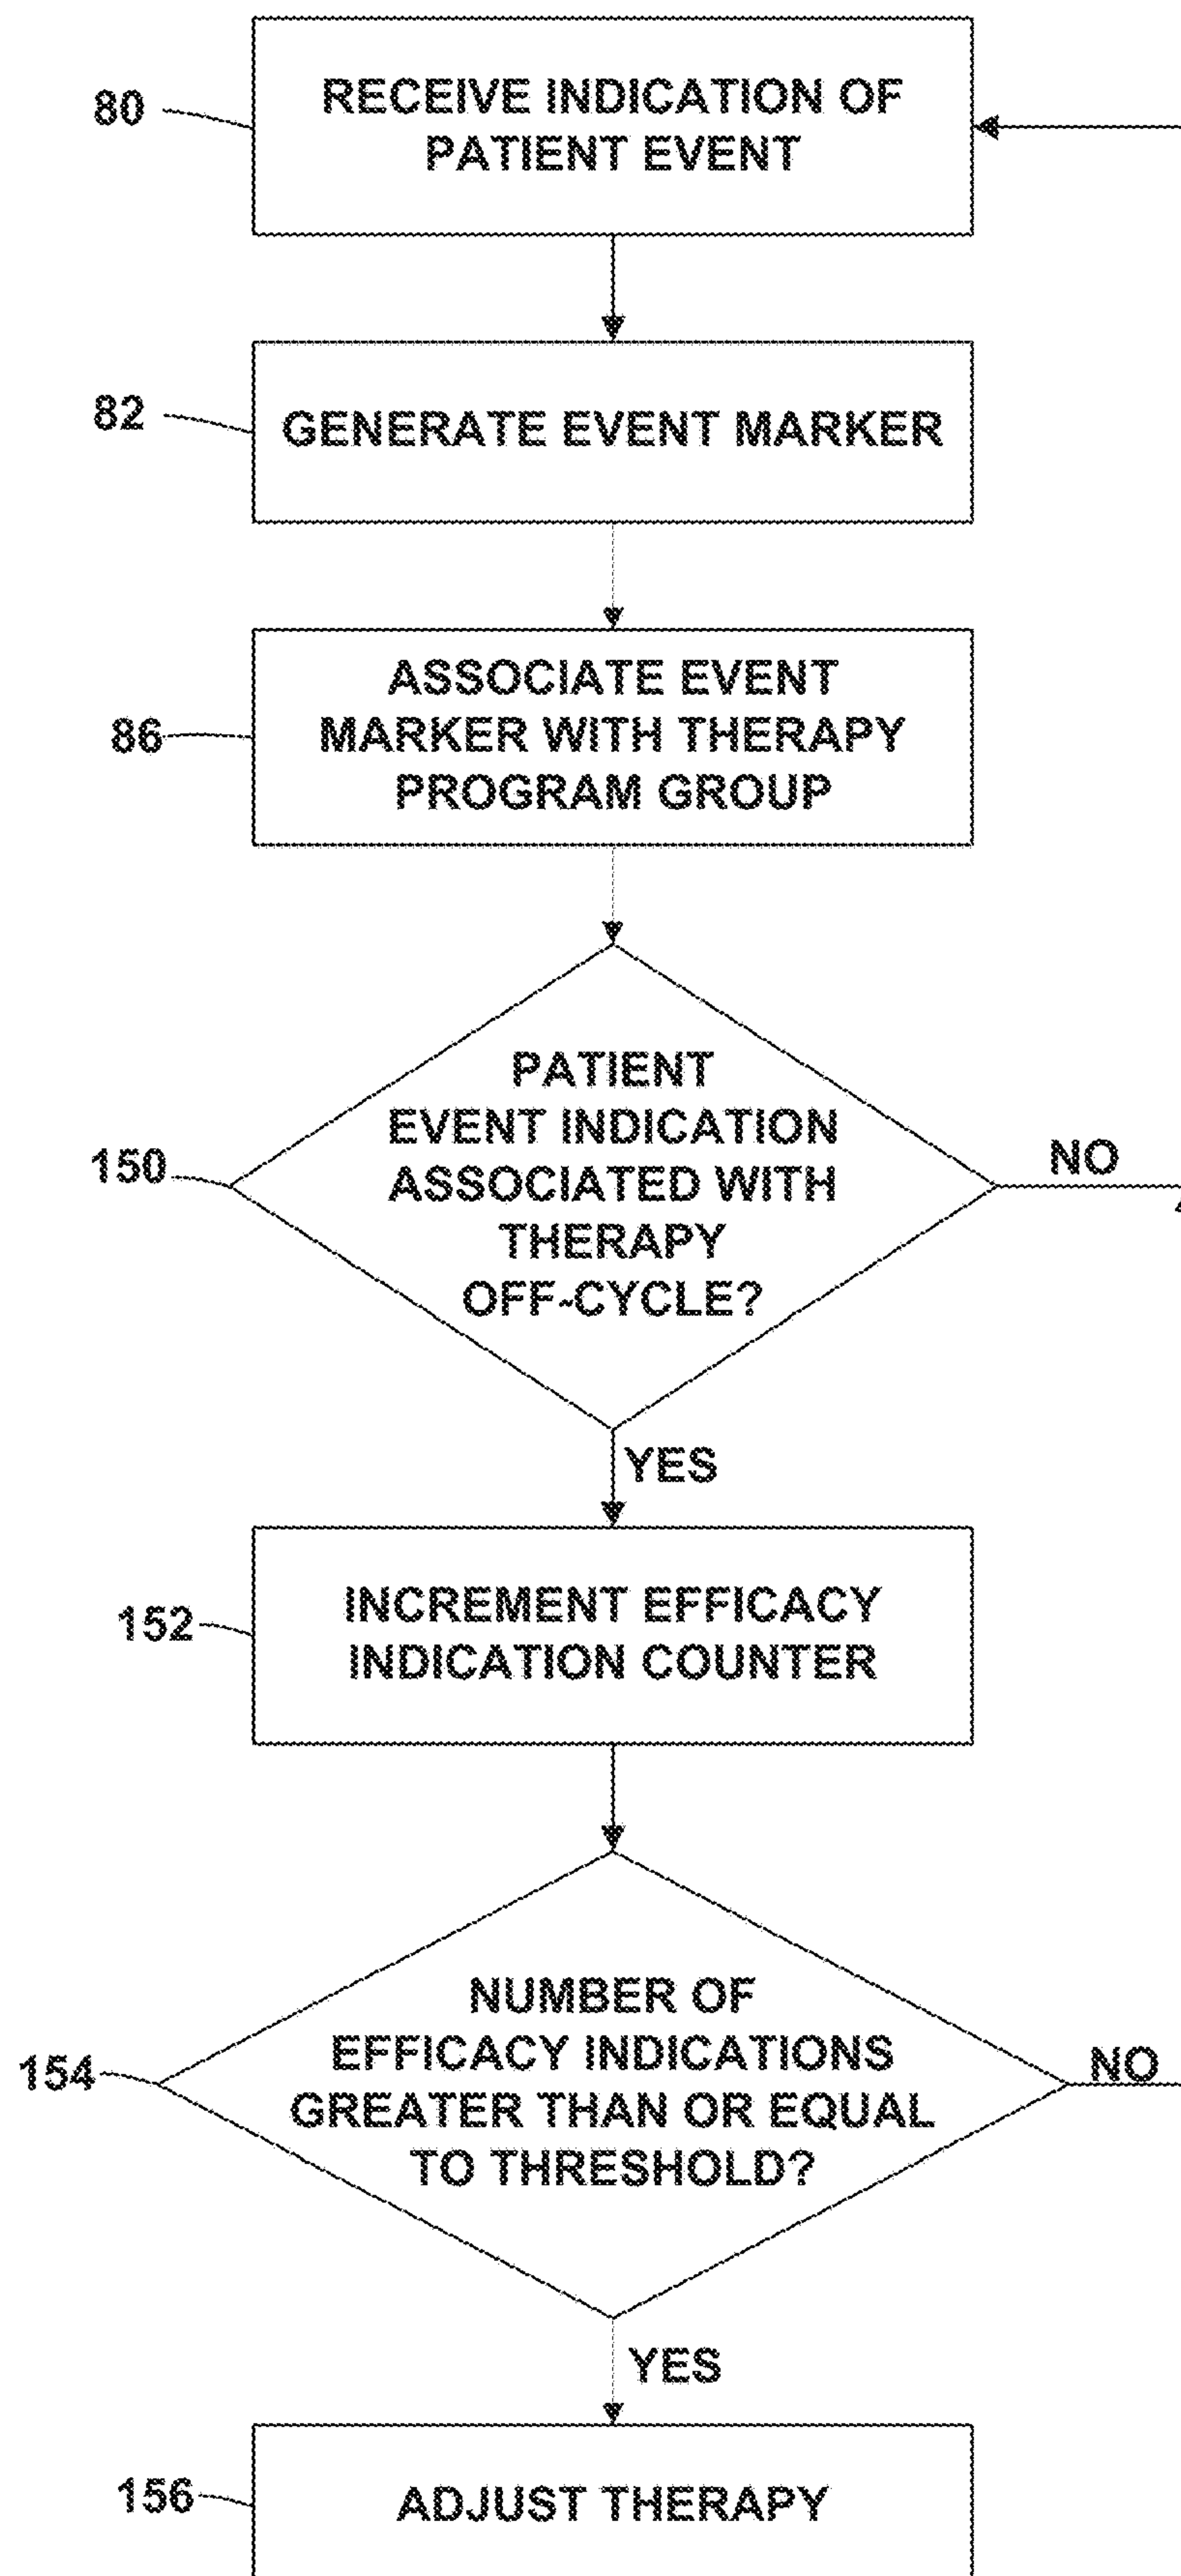 80
RECEIVE INDICATION OF
PATIENT EVENT
82
GENERATE EVENT MARKER
86
ASSOCIATE EVENT
MARKER WITH THERAPY
PROGRAM GROUP
150
PATIENT
EVENT INDICATION
ASSOCIATED WITH
THERAPY
OFF-CYCLE?
NO
YES
152
INCREMENT EFFICACY
INDICATION COUNTER
154
NUMBER OF
EFFICACY INDICATIONS
GREATER THAN OR EQUAL
TO THRESHOLD?
NO
YES
156
ADJUST THERAPY